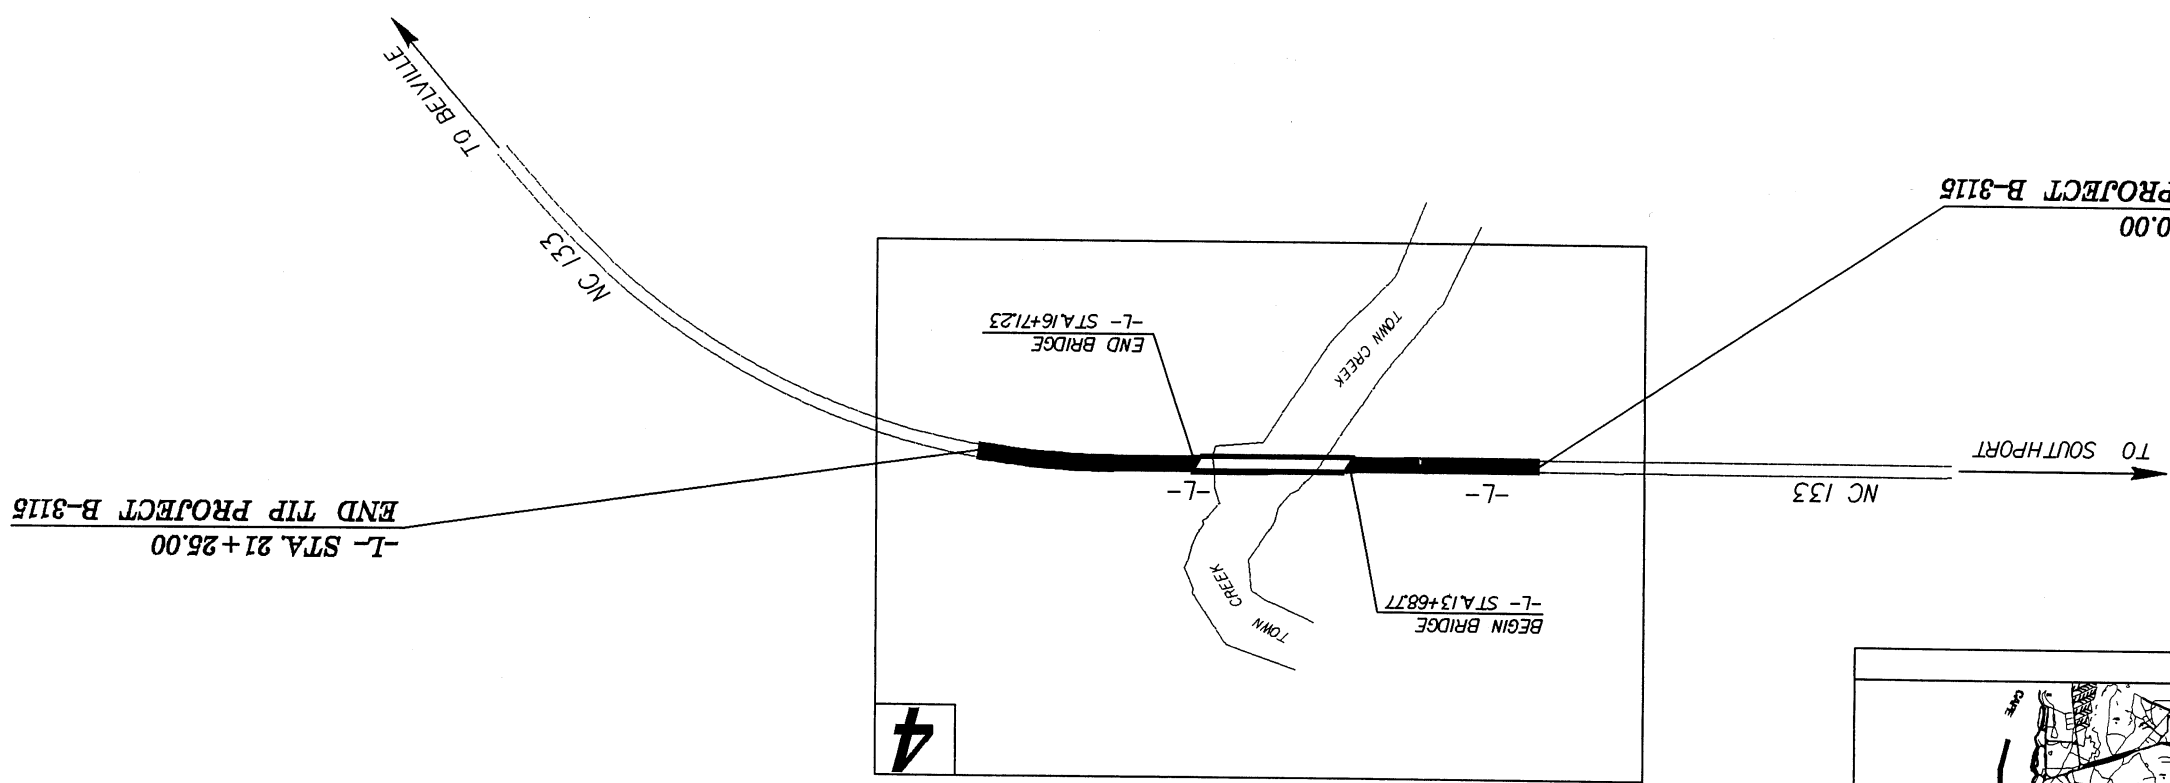 CAPE
4
BEGIN BRIDGE
-L- STA.13+68.77
TOWN CREEK
-L- STA. 21+25.00
END TIP PROJECT B-3115
NC 133
TO SOUTHPORT
-L-
-L-
TOWN CREEK
END BRIDGE
-L- STA.16+71.23
NC 133
0.00
PROJECT B-3115
TO BELVILLE